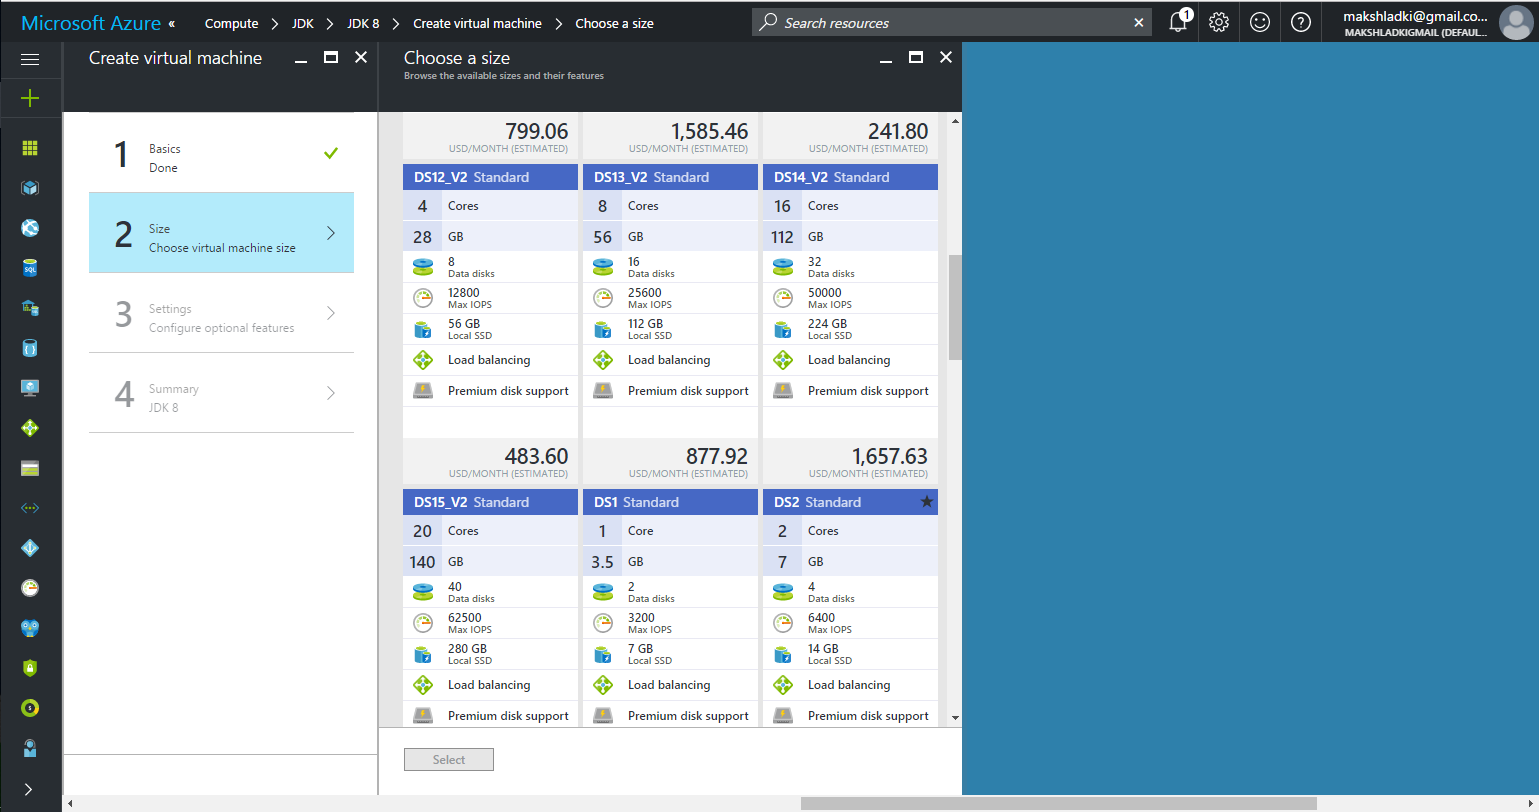 Microsoft Azure «
Compute > JDK > JDK 8 > Create virtual machine > Choose a size
Search resources
1
makshladki@gmail.co...
MAKSHLADKIGMAIL (DEFAUL...
Create virtual machine
1
Basics
Done
2
Size
Choose virtual machine size
3
Settings
Configure optional features
4
Summary
JDK 8
Choose a size
Browse the available sizes and their features
799.06
USD/MONTH (ESTIMATED)
1,585.46
USD/MONTH (ESTIMATED)
241.80
USD/MONTH (ESTIMATED)
DS12_V2 Standard
4 Cores
28 GB
8
Data disks
12800
Max IOPS
56 GB
Local SSD
Load balancing
Premium disk support
483.60
USD/MONTH (ESTIMATED)
DS13_V2 Standard
8 Cores
56 GB
16
Data disks
25600
Max IOPS
112 GB
Local SSD
Load balancing
Premium disk support
877.92
USD/MONTH (ESTIMATED)
DS14_V2 Standard
16 Cores
112 GB
32
Data disks
50000
Max IOPS
224 GB
Local SSD
Load balancing
Premium disk support
1,657.63
USD/MONTH (ESTIMATED)
DS15_V2 Standard
20 Cores
140 GB
40
Data disks
62500
Max IOPS
280 GB
Local SSD
Load balancing
Premium disk support
DS1 Standard
1 Core
3.5 GB
2
Data disks
3200
Max IOPS
7 GB
Local SSD
Load balancing
Premium disk support
DS2 Standard
2 Cores
7 GB
4
Data disks
6400
Max IOPS
14 GB
Local SSD
Load balancing
Premium disk support
Select
SQL